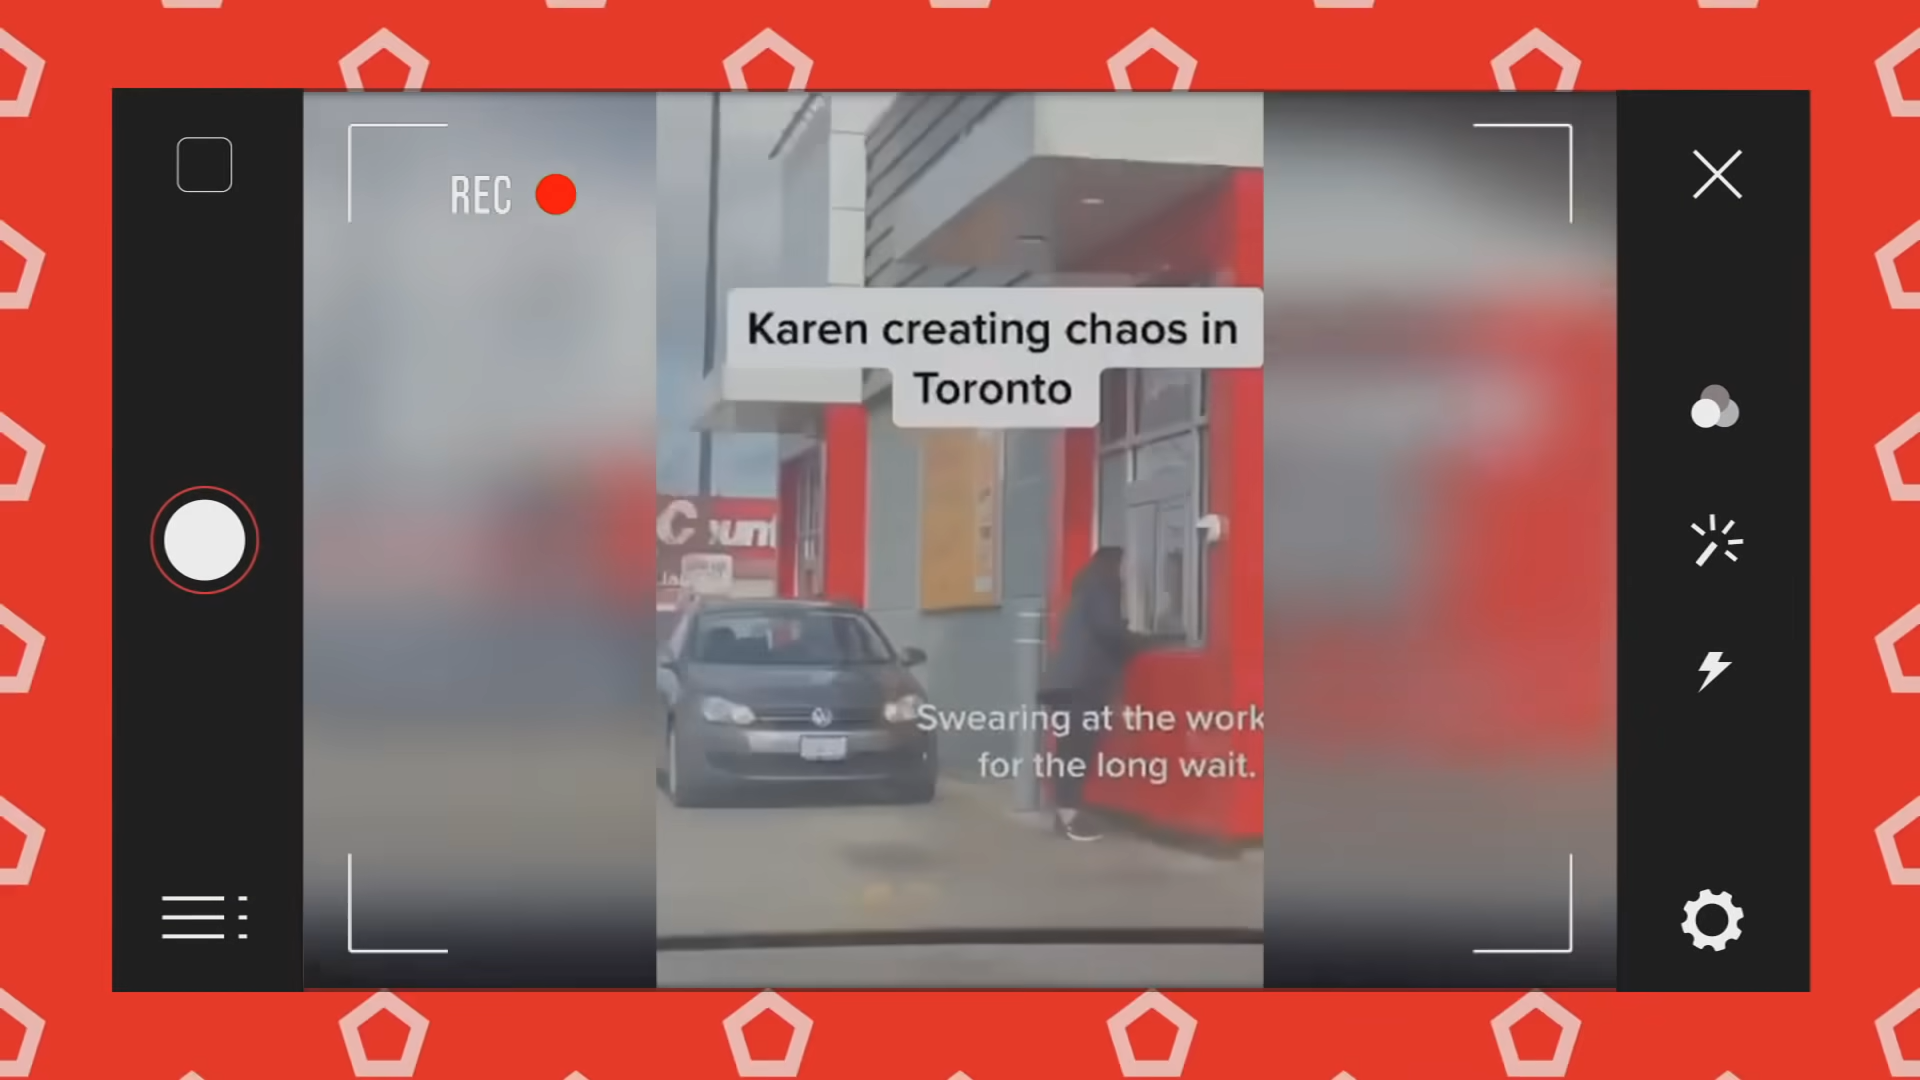 REC
Karen creating chaos in
Toronto
Swearing at the work
for the long wait.